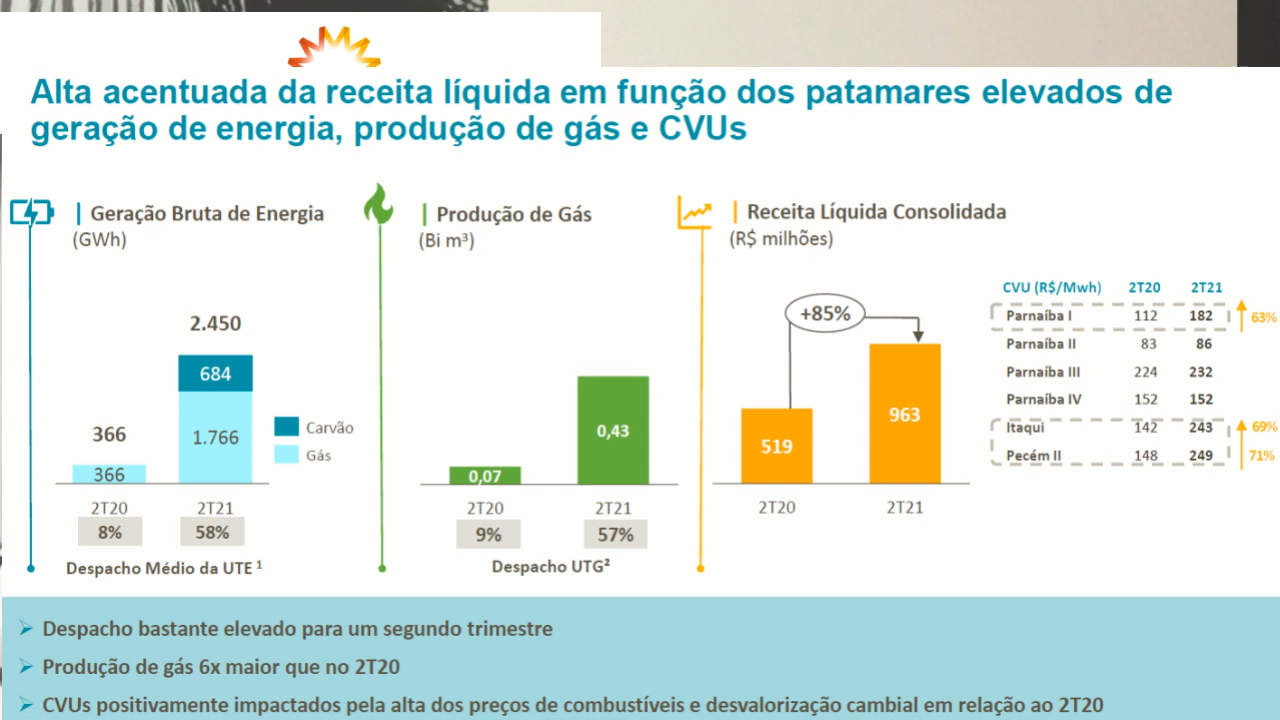 Alta acentuada da receita líquida em função dos patamares elevados de
geração de energia, produção de gás e CVUs
| Geração Bruta de Energia
(GWh)
2.450
684
1.766
366
366
Carvão
Gás
2T20
2T21
8%
58%
Despacho Médio da UTE ¹
| Produção de Gás
(Bi m³)
0,43
0,07
2T20
2T21
9%
57%
Despacho UTG²
| Receita Líquida Consolidada
(R$ milhões)
+85%
519
963
2T20
2T21
CVU (R$/Mwh) 2T20 2T21
Parnaíba I 112 182 63%
Parnaíba II 83 86
Parnaíba III 224 232
Parnaíba IV 152 152
Itaqui 142 243 69%
Pecém II 148 249 71%
Despacho bastante elevado para um segundo trimestre
Produção de gás 6x maior que no 2T20
CVUs positivamente impactados pela alta dos preços de combustíveis e desvalorização cambial em relação ao 2T20